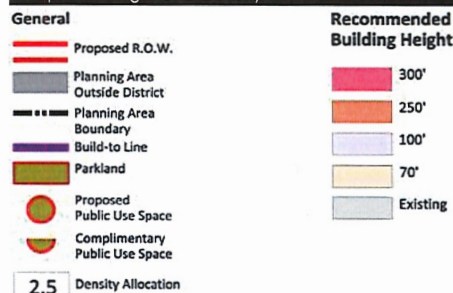 General
Proposed R.O.W.
Planning Area
Outside District
Planning Area
Boundary
Build-to Line
Parkland
Proposed
Public Use Space
Complimentary
Public Use Space
2.5 Density Allocation
Recommended
Building Height
300'
250'
100'
70'
Existing